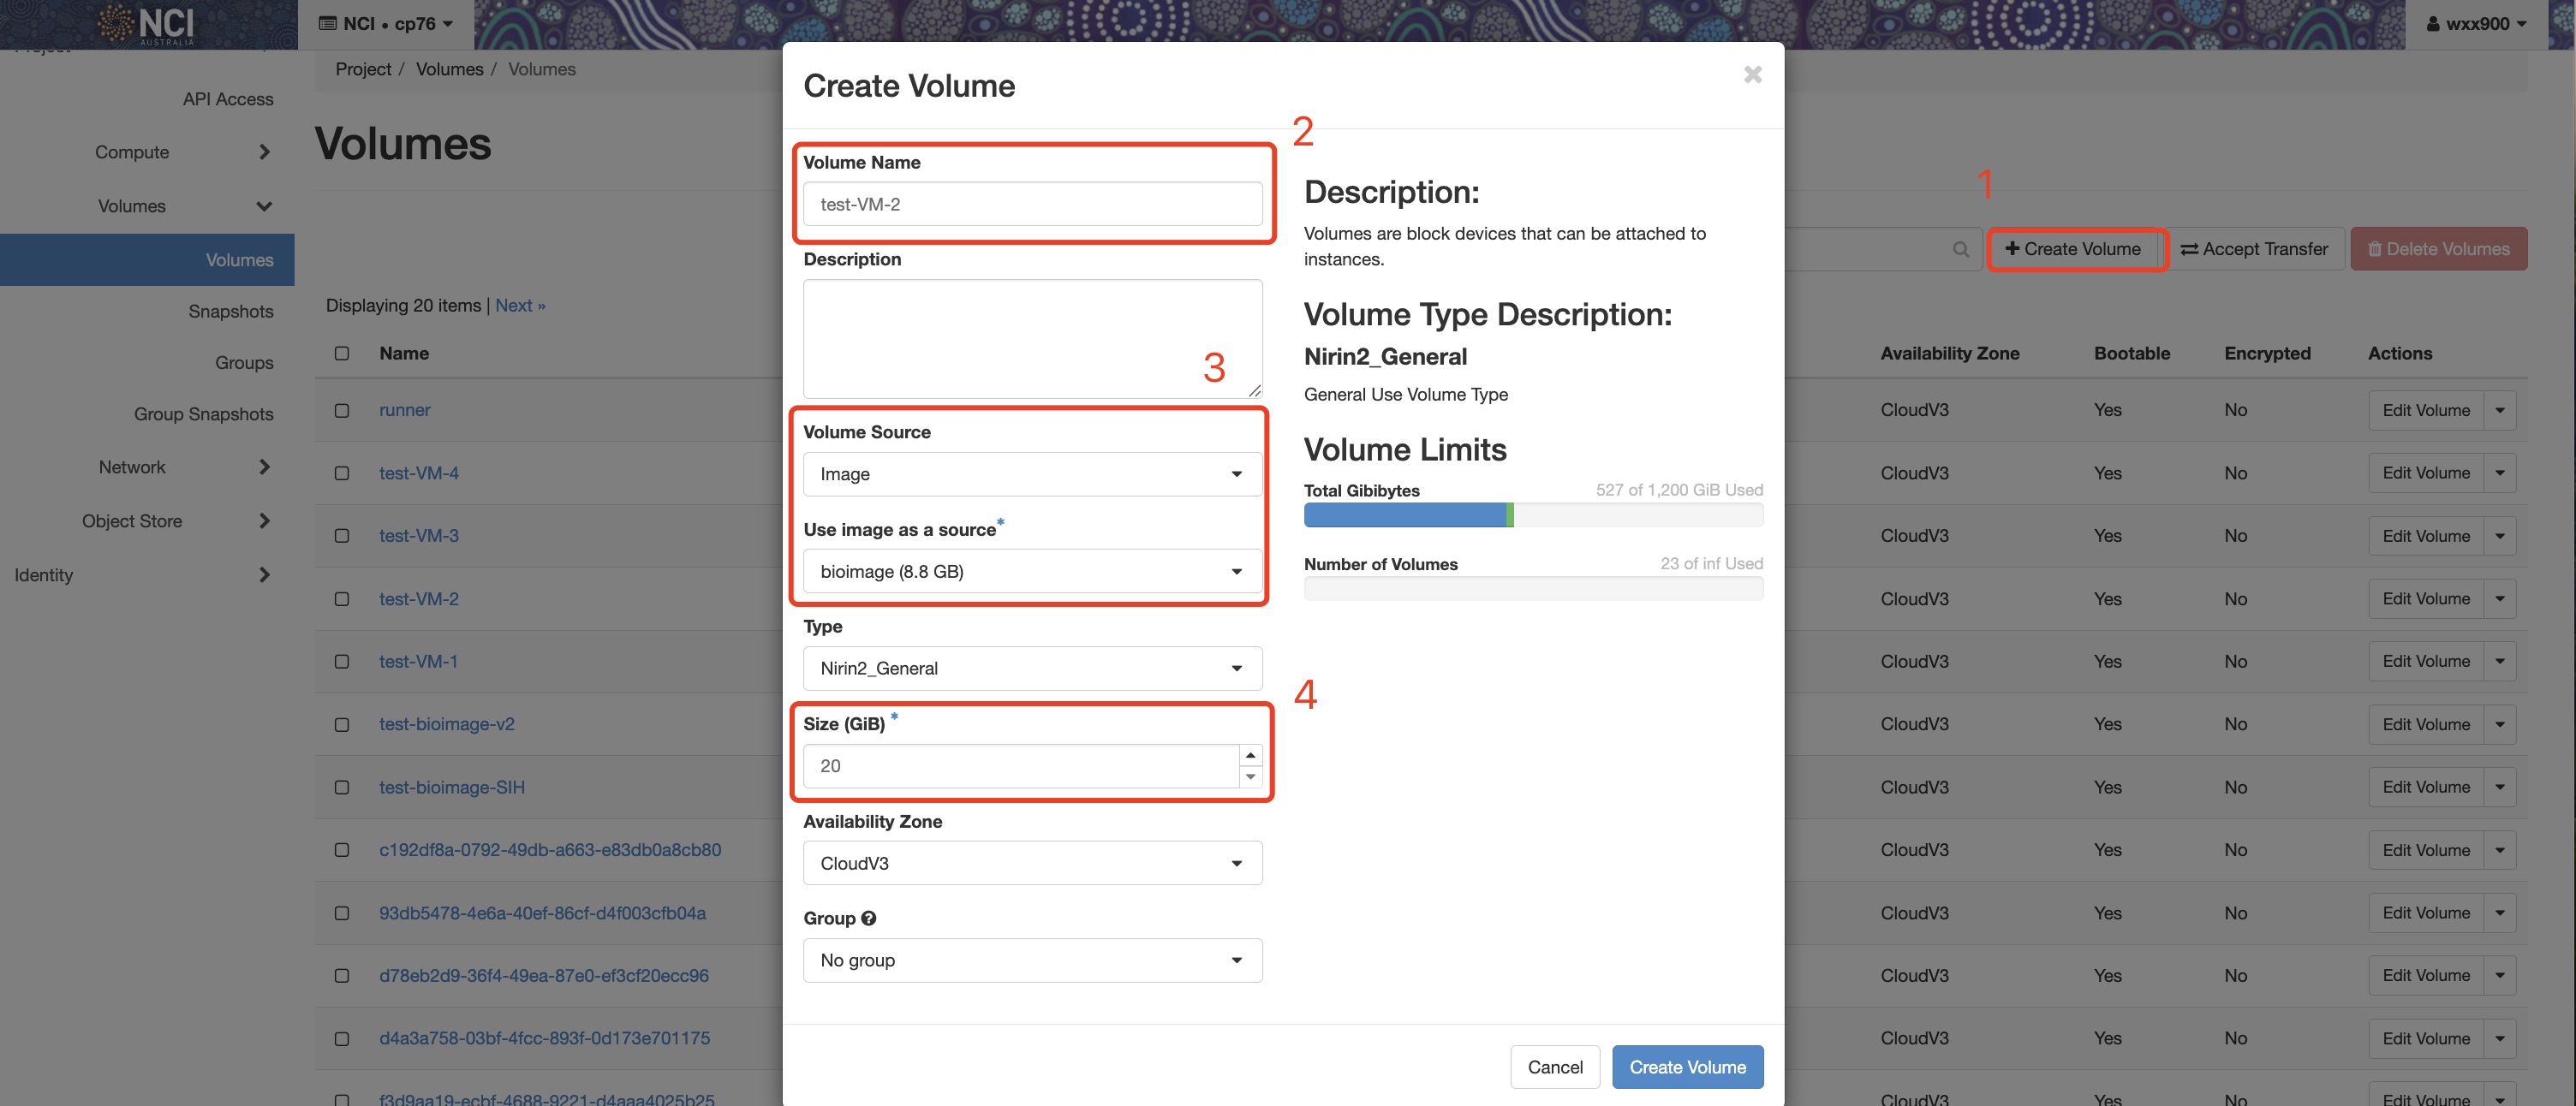 NCI
AUSTRALIA
NCI • cp76
wxx900
Project
API Access
Compute
Volumes
Volumes
Snapshots
Groups
Group Snapshots
Network
Object Store
Identity
Project / Volumes / Volumes
Volumes
1
Create Volume
Accept Transfer
Delete Volumes
Displaying 20 items | Next »
Name
Availability Zone
Bootable
Encrypted
Actions
runner
CloudV3
Yes
No
Edit Volume
test-VM-4
CloudV3
Yes
No
Edit Volume
test-VM-3
CloudV3
Yes
No
Edit Volume
test-VM-2
CloudV3
Yes
No
Edit Volume
test-VM-1
CloudV3
Yes
No
Edit Volume
test-bioimage-v2
CloudV3
Yes
No
Edit Volume
test-bioimage-SIH
CloudV3
Yes
No
Edit Volume
c192df8a-0792-49db-a663-e83db0a8cb80
CloudV3
Yes
No
Edit Volume
93db5478-4e6a-40ef-86cf-d4f003cfb04a
CloudV3
Yes
No
Edit Volume
d78eb2d9-36f4-49ea-87e0-ef3cf20ecc96
CloudV3
Yes
No
Edit Volume
d4a3a758-03bf-4fcc-893f-0d173e701175
CloudV3
Yes
No
Edit Volume
f3d9aa19-ecbf-4688-9221-d4aaa4025b25
CloudV3
Yes
No
Edit Volume
Create Volume
×
2
Volume Name
test-VM-2
Description
3
Volume Source
Image
Use image as a source*
bioimage (8.8 GB)
Type
Nirin2_General
4
Size (GiB) *
20
Availability Zone
CloudV3
Group ?
No group
Description:
Volumes are block devices that can be attached to
instances.
Volume Type Description:
Nirin2_General
General Use Volume Type
Volume Limits
Total Gibibytes
527 of 1,200 GiB Used
Number of Volumes
23 of inf Used
Cancel
Create Volume